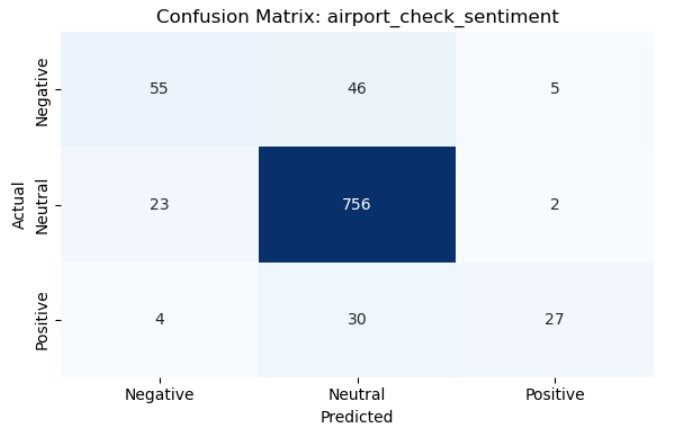 Confusion Matrix: airport_check_sentiment
Actual
Negative
55 46 5
Neutral
23 756 2
Positive
4 30 27
Negative Neutral Positive
Predicted